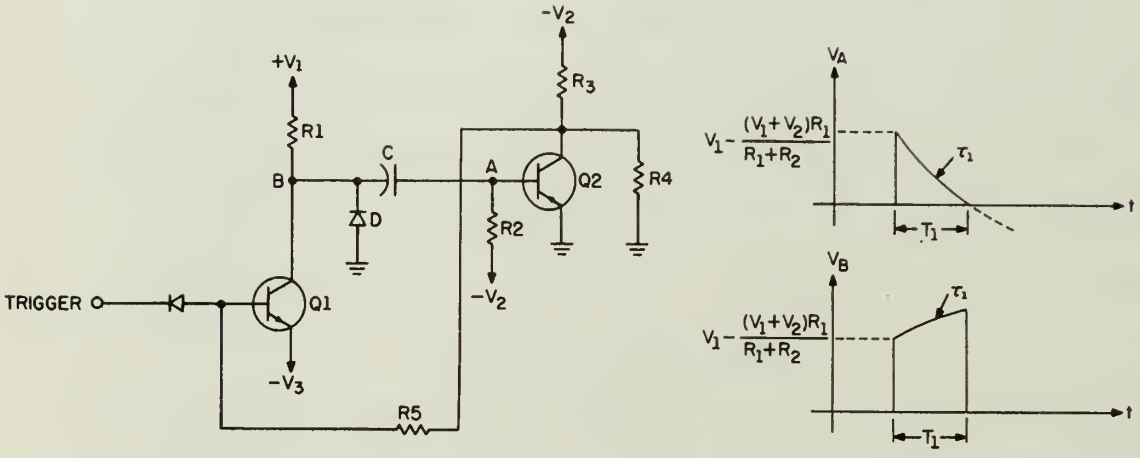 -V2
+V1
R3
R1
C
A
B
Q2
R4
D
R2
-V2
TRIGGER
Q1
-V3
R5
VA
V1 - (V1+V2)R1
R1+R2
τ1
T1
t
VB
V1 - (V1+V2)R1
R1+R2
τ1
T1
t